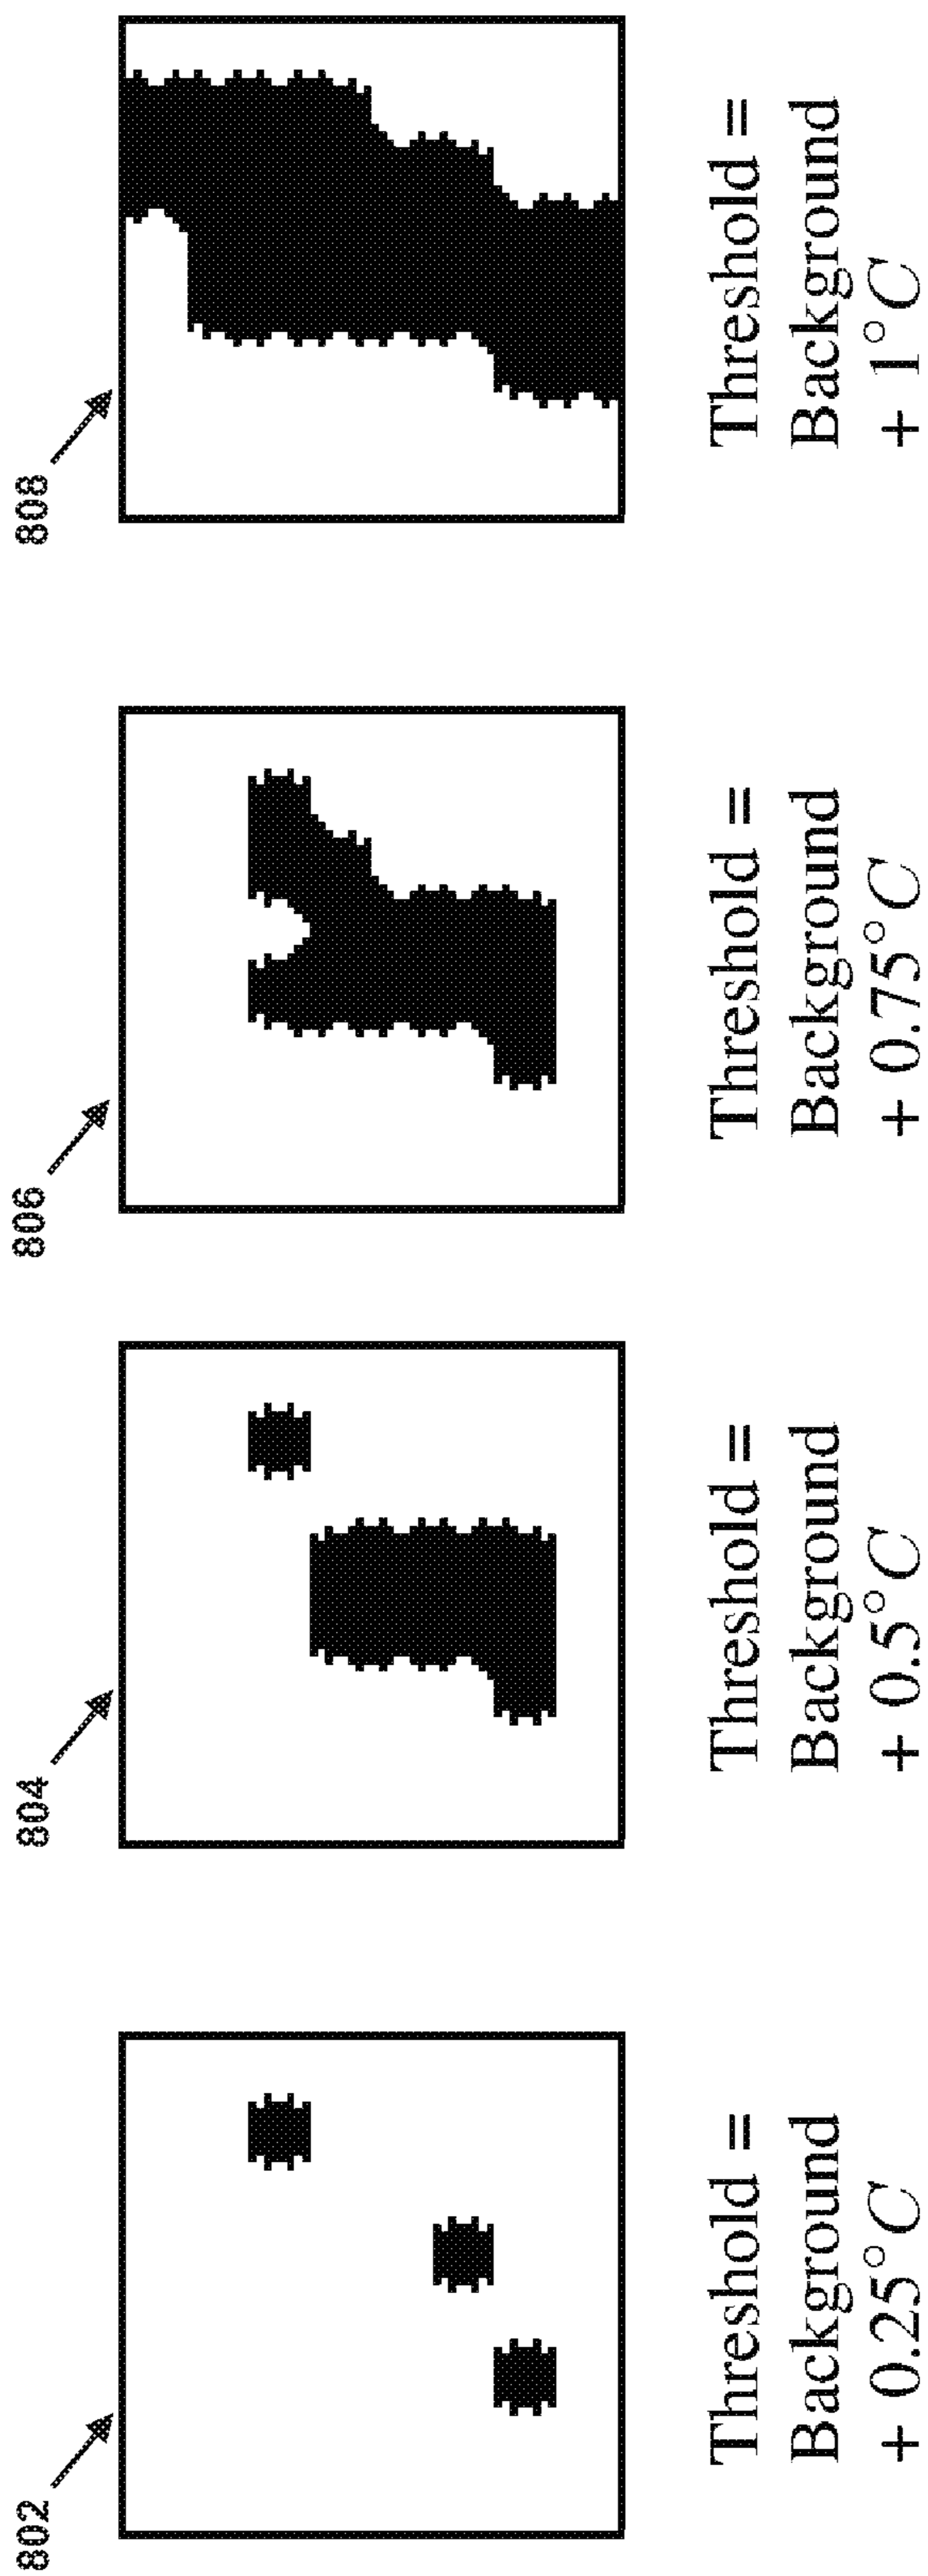 802
Threshold =
Background
+ 0.25°C
804
Threshold =
Background
+ 0.5°C
806
Threshold =
Background
+ 0.75°C
808
Threshold =
Background
+ 1°C